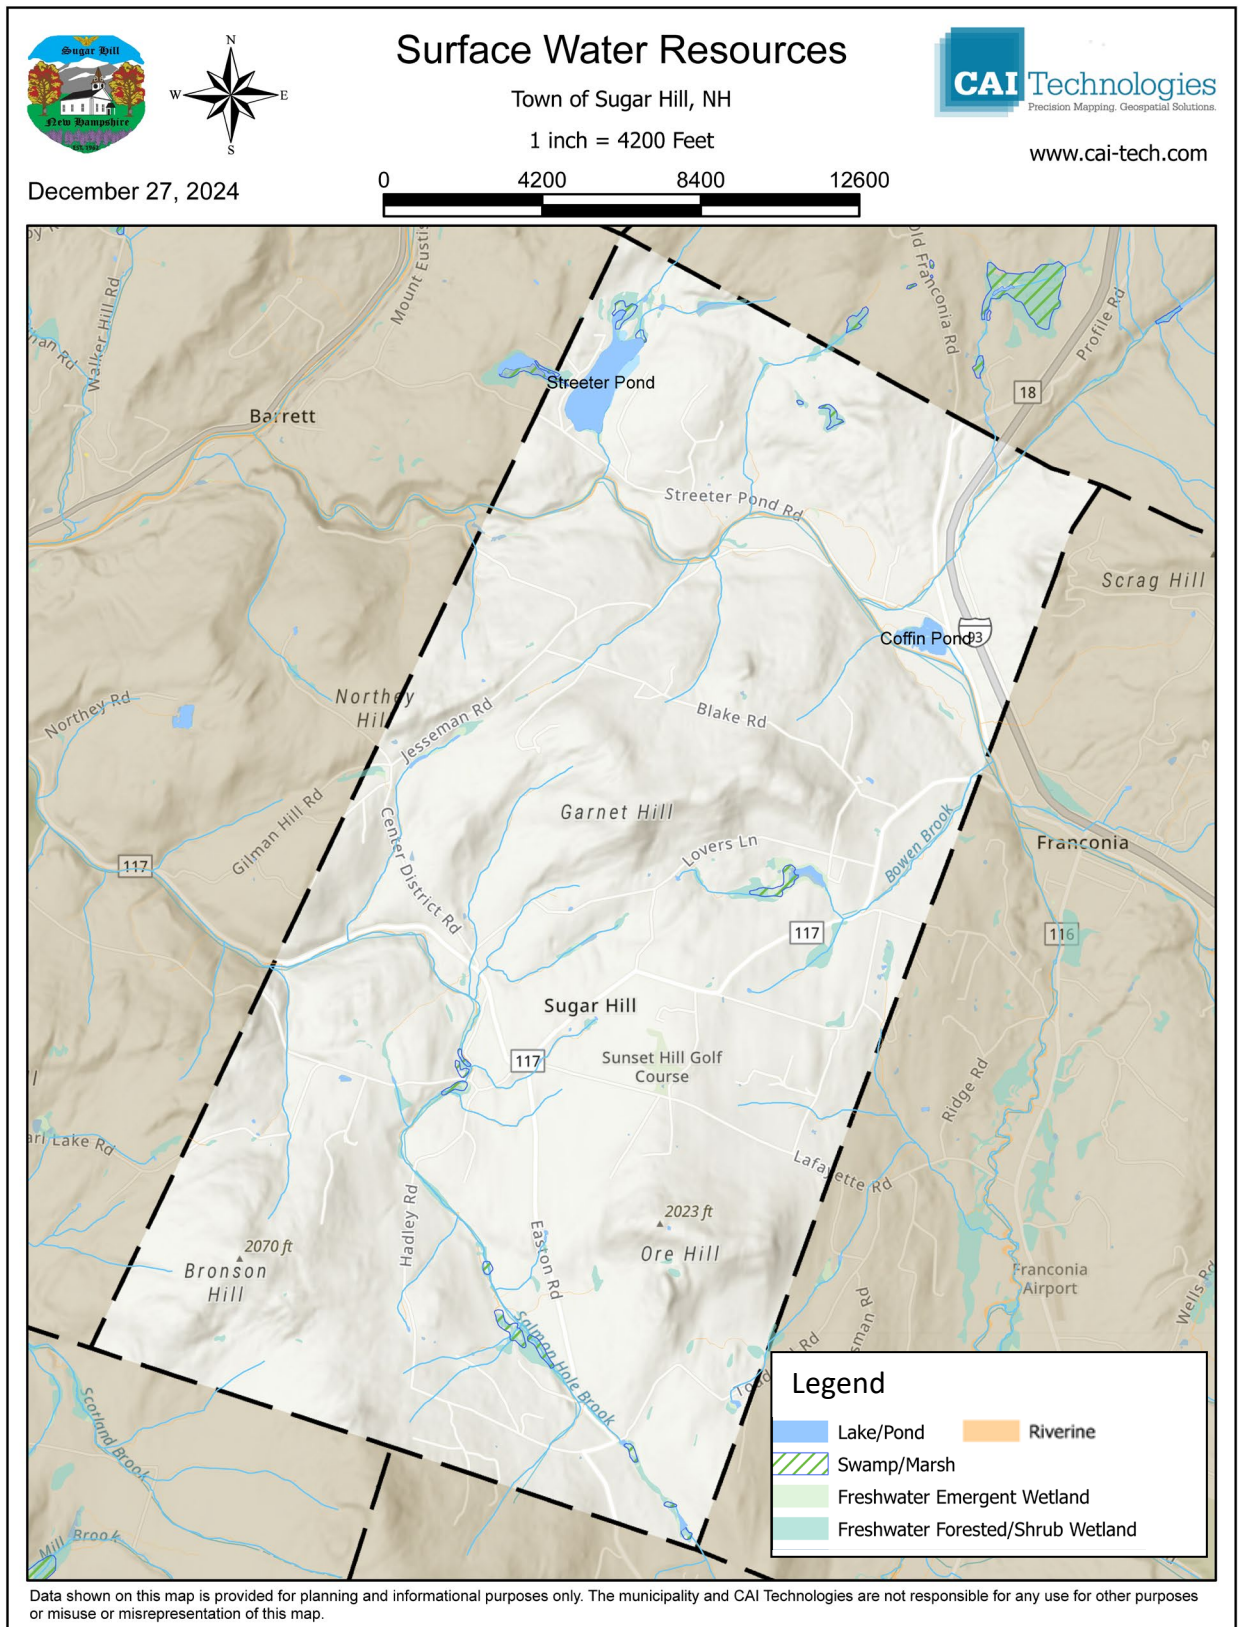 Surface Water Resources
Town of Sugar Hill, NH
1 inch = 4200 Feet
Sugar Hill
New Hampshire
N
W
E
S
CAI Technologies
Precision Mapping. Geospatial Solutions.
www.cai-tech.com
December 27, 2024
0 4200 8400 12600
Mount Eustis
Old Franconia Rd
Walker Hill Rd
Profile Rd
Streeter Pond
18
Barrett
Streeter Pond Rd
Scrag Hill
Coffin Pond
93
Northey Rd
Northey
Hill
Jesseman Rd
Blake Rd
Garnet Hill
Gilman Hill Rd
Center District Rd
Lovers Ln
Bowen Brook
Franconia
117
117
116
Sugar Hill
117
Sunset Hill Golf
Course
Ridge Rd
Lafayette Rd
Hadley Rd
Easton Rd
2023 ft
Ore Hill
2070 ft
Bronson
Hill
Franconia
Airport
Wells Rd
Salmon Hole Brook
Scotland Brook
Mill Brook
Legend
Lake/Pond
Riverine
Swamp/Marsh
Freshwater Emergent Wetland
Freshwater Forested/Shrub Wetland
Data shown on this map is provided for planning and informational purposes only. The municipality and CAI Technologies are not responsible for any use for other purposes
or misuse or misrepresentation of this map.